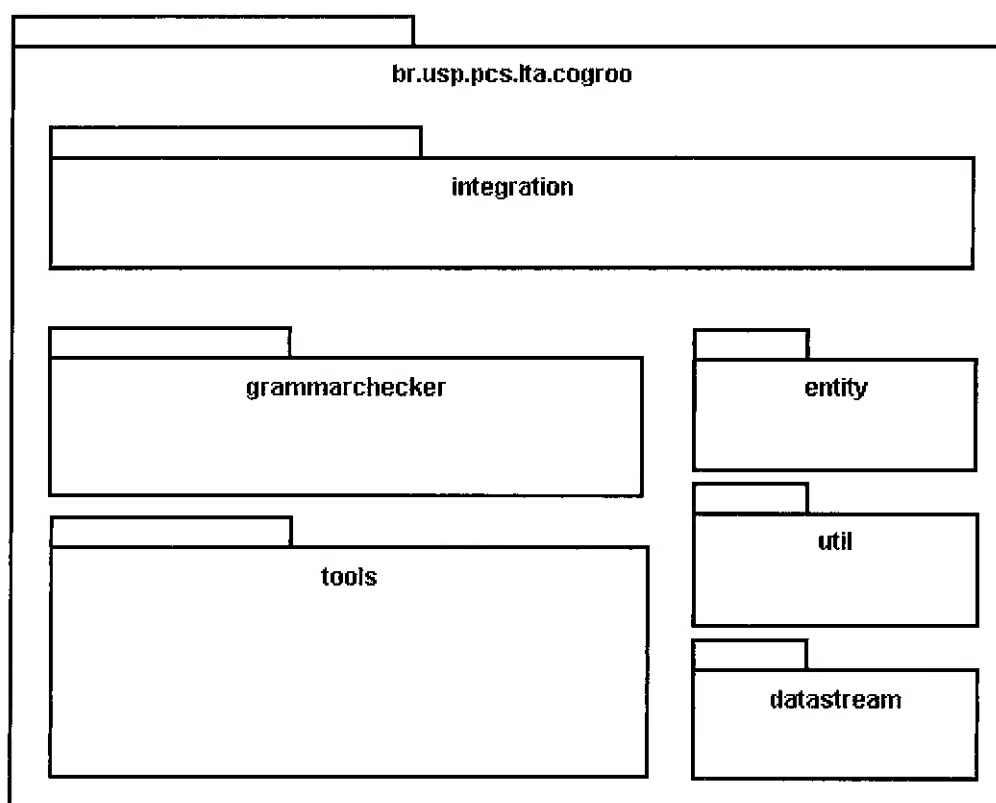 br.usp.pcs.lta.cogroo
integration
grammarchecker
entity
util
tools
datastream